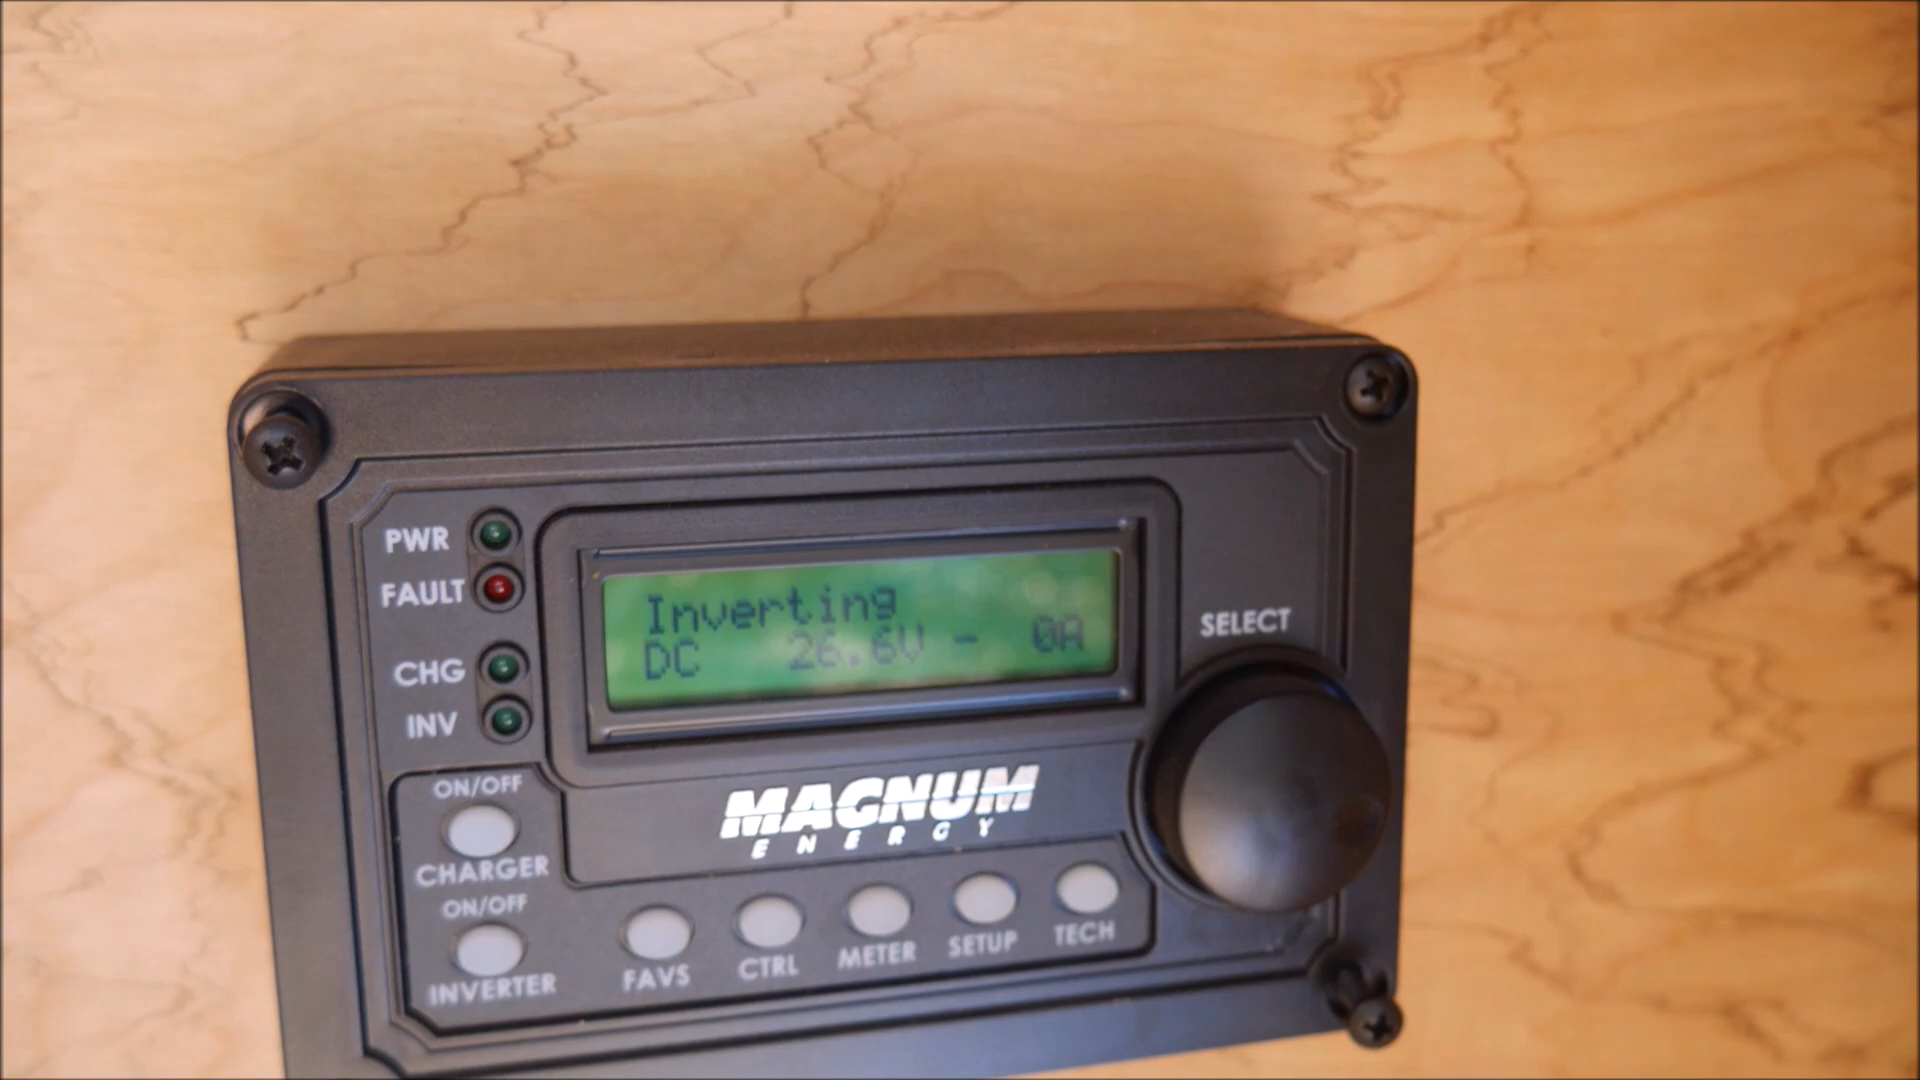 PWR
FAULT
CHG
INV
Inverting
DC 26.6V - 0A
SELECT
MAGNUM
ENERGY
ON/OFF
CHARGER
ON/OFF
INVERTER
FAVS
CTRL
METER
SETUP
TECH